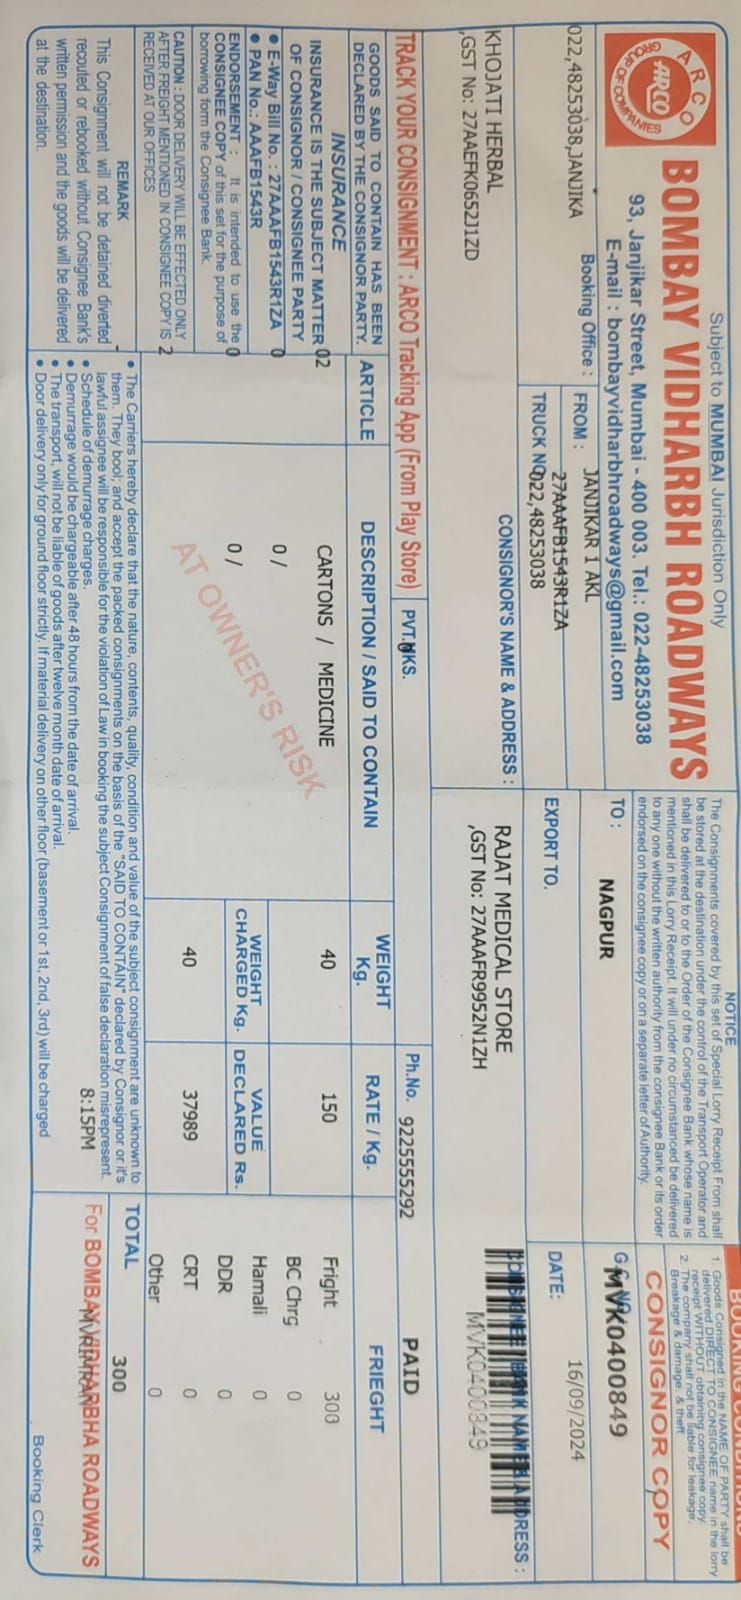 Subject to MUMBAI Jurisdiction Only
ARCO
GROUP OF COMPANIES
ARCO
BOMBAY VIDHARBH ROADWAYS
93, Janjikar Street, Mumbai - 400 003. Tel.: 022-48253038
E-mail : bombayvidharbhroadways@gmail.com
NOTICE
The Consignments covered by this set of Special Lorry Receipt From shall
be stored at the destination under the control of the Transport Operator and
shall be delivered to or to the Order of the Consignee Bank whose name is
mentioned in this Lorry Receipt. It will under no circumstanced be delivered
to any one without the written authority from the consignee Bank or its order
endorsed on the consignee copy or on a separate letter of Authority.
1. Goods Consigned in the NAME OF PARTY shall be
delivered DIRECT TO CONSIGNEE name in the lorry
receipt WITHOUT obtaining consignee copy.
2. The company shall not be liable for leakage,
Breakage & damage, & theft
CONSIGNOR COPY
022,48253038,JANJIKA
Booking Office :
FROM : JANJIKAR 1 AKL
27AAAFB1543R1ZA
TRUCK NO 022,48253038
TO :
NAGPUR
EXPORT TO.
MVK0400849
DATE:
16/09/2024
CONSIGNOR'S NAME & ADDRESS :
KHOJATI HERBAL
,GST No: 27AAEFK0652J1ZD
CONSIGNEE BANK NAME & ADDRESS :
RAJAT MEDICAL STORE
,GST No: 27AAAFR9952N1ZH
MVK0400849
TRACK YOUR CONSIGNMENT : ARCO Tracking App (From Play Store)
PVT. MKS.
Ph.No. 9225555292
PAID
GOODS SAID TO CONTAIN HAS BEEN
DECLARED BY THE CONSIGNOR PARTY.
ARTICLE
DESCRIPTION / SAID TO CONTAIN
WEIGHT Kg.
RATE / Kg.
FRIEGHT
INSURANCE
INSURANCE IS THE SUBJECT MATTER
OF CONSIGNOR / CONSIGNEE PARTY
02
CARTONS / MEDICINE
40
150
Fright 300
BC Chrg 0
• E-Way Bill No. : 27AAAFB1543R1ZA
• PAN No.: AAAFB1543R
0
0 /
Hamali 0
ENDORSEMENT : It is intended to use the
CONSIGNEE COPY of this set for the purpose of
borrowing form the Consignee Bank.
0
0 /
WEIGHT CHARGED Kg.
VALUE DECLARED Rs.
DDR 0
CAUTION : DOOR DELIVERY WILL BE EFFECTED ONLY
AFTER FREIGHT MENTIONED IN CONSIGNEE COPY IS
RECEIVED AT OUR OFFICES
2
AT OWNER'S RISK
40
37989
CRT 0
Other 0
REMARK
This Consignment will not be detained diverted
recouted or rebooked without Consignee Bank's
written permission and the goods will be delivered
at the destination.
• The Carriers hereby declare that the nature, contents, quality, condition and value of the subject consignment are unknown to
them. They bool; and accept the packed consignments on the basis of the "SAID TO CONTAIN" declared by Consignor or it's
lawful assignee will be responsible for the violation of Law in booking the subject Consignment of false declaration misrepresent.
• Schedule of demurrage charges.
• Demurrage would be chargeable after 48 hours from the date of arrival.
• The transport, will not be liable of goods after twelve month date of arrival.
• Door delivery only for ground floor strictly. If material delivery on other floor (basement or 1st, 2nd, 3rd) will be charged
8:15PM
TOTAL 300
For BOMBAY VIDHARBHA ROADWAYS
Booking Clerk